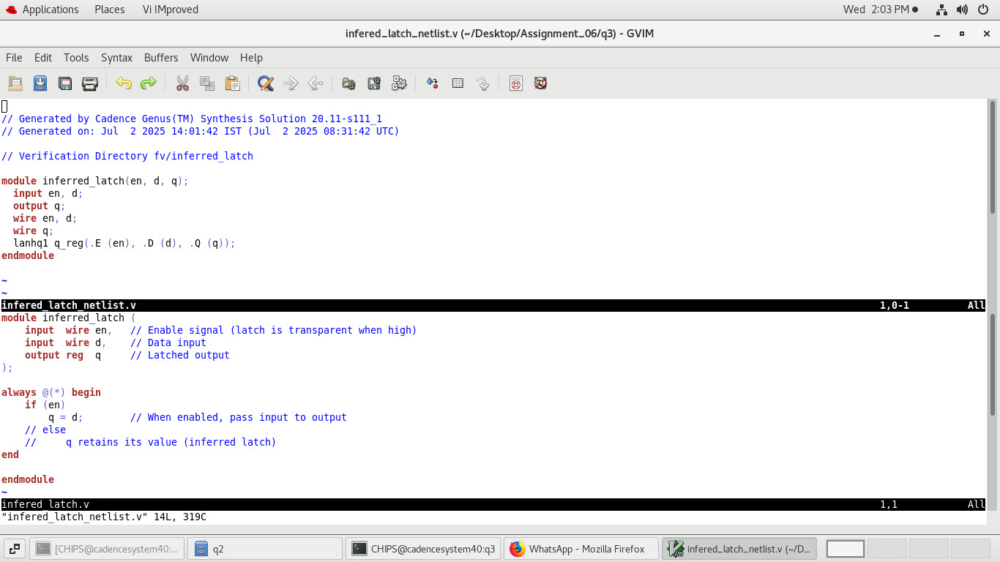 Applications Places Vi IMproved Wed 2:03 PM
infered_latch_netlist.v (~/Desktop/Assignment_06/q3) - GVIM
File Edit Tools Syntax Buffers Window Help
// Generated by Cadence Genus(TM) Synthesis Solution 20.11-s111_1
// Generated on: Jul  2 2025 14:01:42 IST (Jul  2 2025 08:31:42 UTC)
// Verification Directory fv/inferred_latch
module inferred_latch(en, d, q);
  input en, d;
  output q;
  wire en, d;
  wire q;
  lanhq1 q_reg(.E (en), .D (d), .Q (q));
endmodule
~
~
infered_latch_netlist.v 1,0-1 All
module inferred_latch (
    input  wire en,   // Enable signal (latch is transparent when high)
    input  wire d,    // Data input
    output reg  q     // Latched output
);
always @(*) begin
    if (en)
        q = d;        // When enabled, pass input to output
    // else
    //     q retains its value (inferred latch)
end
endmodule
~
infered_latch.v 1,1 All
"infered_latch_netlist.v" 14L, 319C
[CHIPS@cadencesystem40:... q2 CHIPS@cadencesystem40:q3 WhatsApp - Mozilla Firefox infered_latch_netlist.v (~/D...